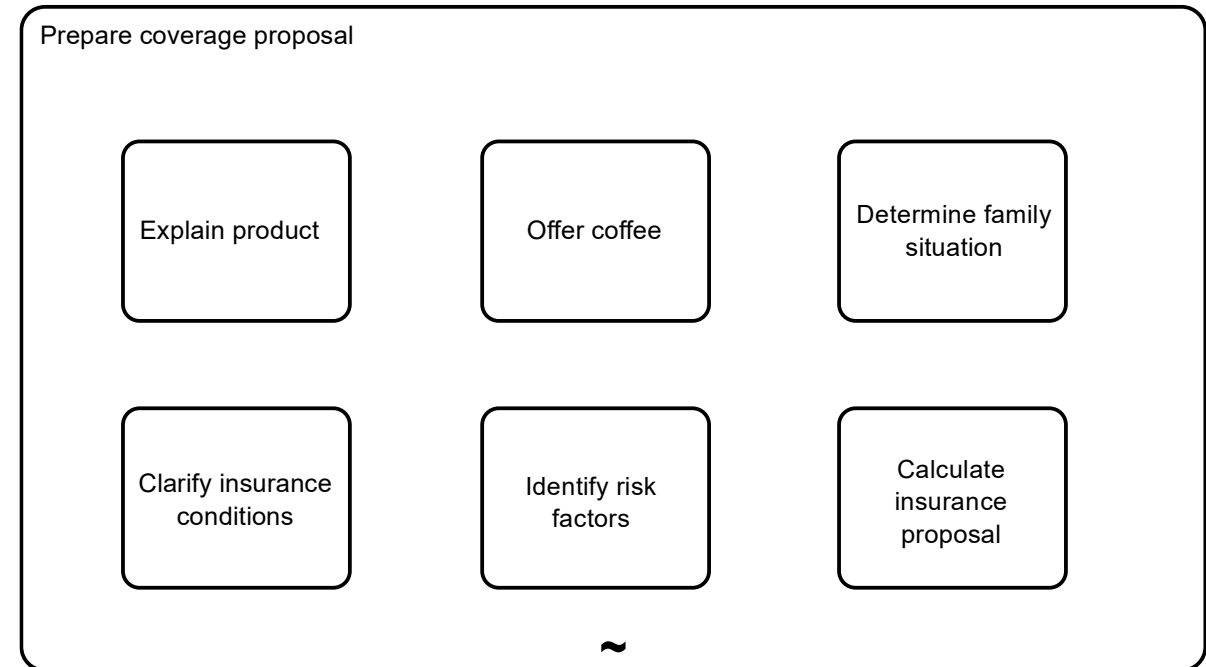 Prepare coverage proposal
Explain product
Offer coffee
Determine family
situation
Clarify insurance
conditions
Identify risk
factors
Calculate
insurance
proposal
~